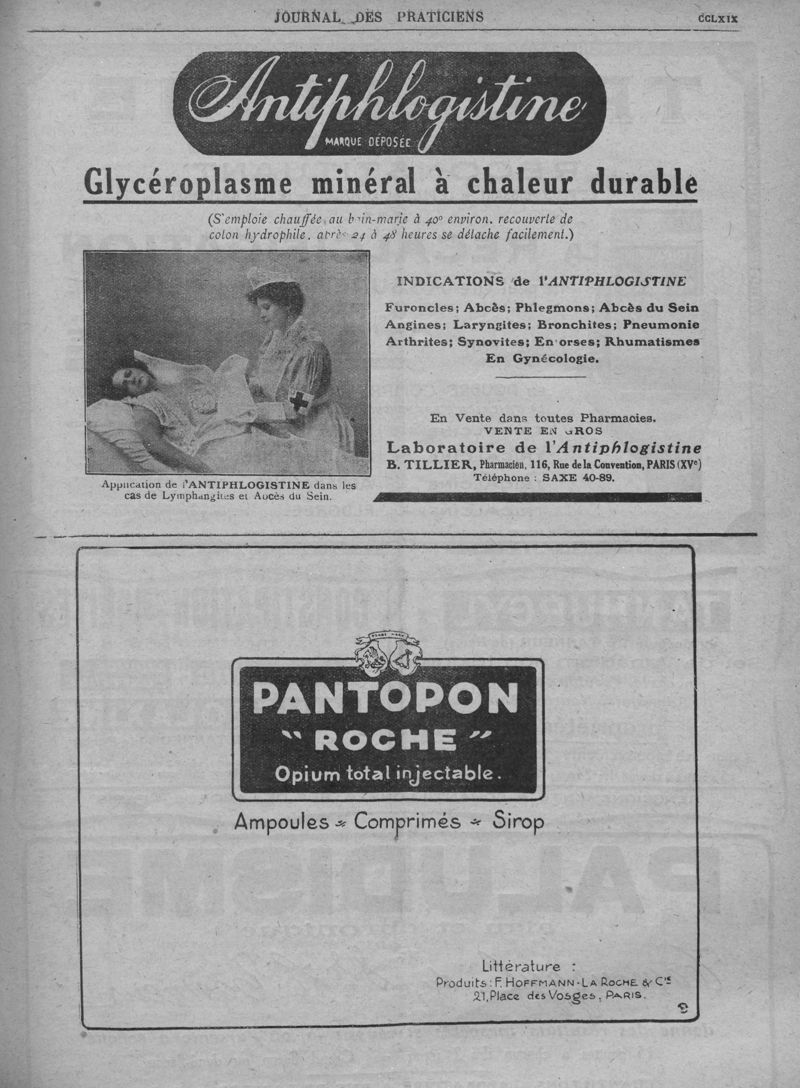 JOURNAL DES PRATICIENS
CCLXIX
Antiphlogistine
MARQUE DÉPOSÉE
Glycéroplasme minéral à chaleur durable
(S'emploie chauffée au bain-marie à 40º environ, recouverte de
coton hydrophile, après 24 à 48 heures se détache facilement.)
INDICATIONS de l'ANTIPHLOGISTINE
Furoncles; Abcès; Phlegmons; Abcès du Sein
Angines; Laryngites; Bronchites; Pneumonie
Arthrites; Synovites; Entorses; Rhumatismes
En Gynécologie.
En Vente dans toutes Pharmacies.
VENTE EN GROS
Laboratoire de l'Antiphlogistine
B. TILLIER, Pharmacien, 116, Rue de la Convention, PARIS (XVe)
Téléphone : SAXE 40-89.
Application de l'ANTIPHLOGISTINE dans les
cas de Lymphangites et Abcès du Sein.
PANTOPON
"ROCHE"
Opium total injectable.
Ampoules - Comprimés - Sirop
Littérature :
Produits : F. HOFFMANN-LA ROCHE & Cie
21, Place des Vosges, PARIS.